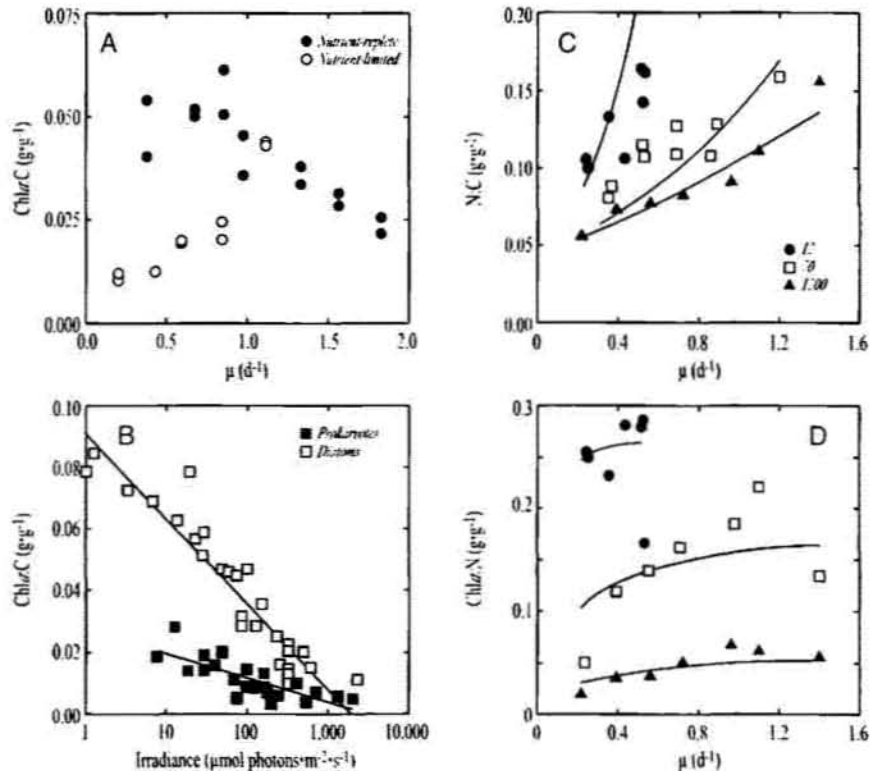 A
Nutrient-replete
Nutrient-limited
Chla:C (g·g⁻¹)
0.075
0.050
0.025
0.000
0.0 0.5 1.0 1.5 2.0
µ (d⁻¹)
C
N:C (g·g⁻¹)
0.20
0.15
0.10
0.05
0.00
50
1200
0 0.4 0.8 1.2 1.6
µ (d⁻¹)
Prokaryotes
Diatoms
Chla:C (g·g⁻¹)
0.10
0.08
0.06
0.04
0.02
0.00
1 10 100 1.000 10.000
Irradiance (µmol photons·m⁻²·s⁻¹)
D
Chla:N (g·g⁻¹)
0.3
0.2
0.1
0
0 0.4 0.8 1.2 1.6
µ (d⁻¹)